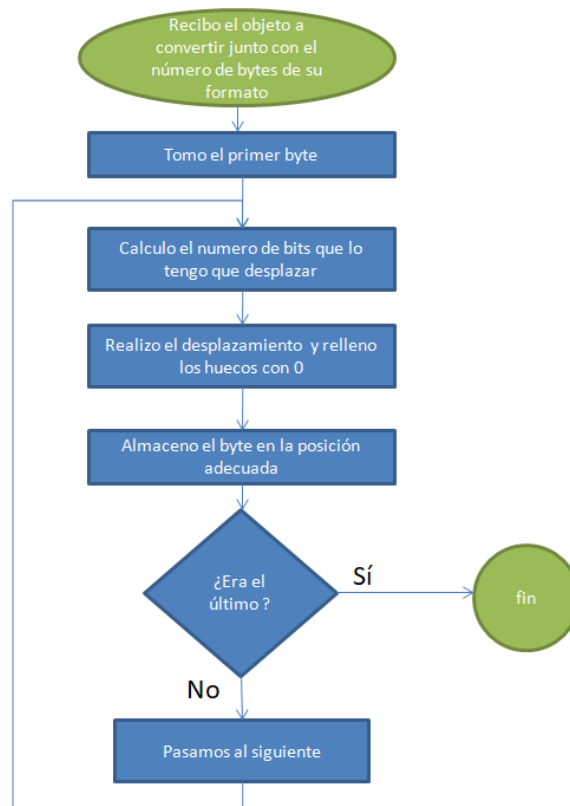 Recibo el objeto a
convertir junto con el
número de bytes de su
formato
Tomo el primer byte
Calculo el numero de bits que lo
tengo que desplazar
Realizo el desplazamiento y relleno
los huecos con 0
Almaceno el byte en la posición
adecuada
¿Era el
último ?
Sí
fin
No
Pasamos al siguiente